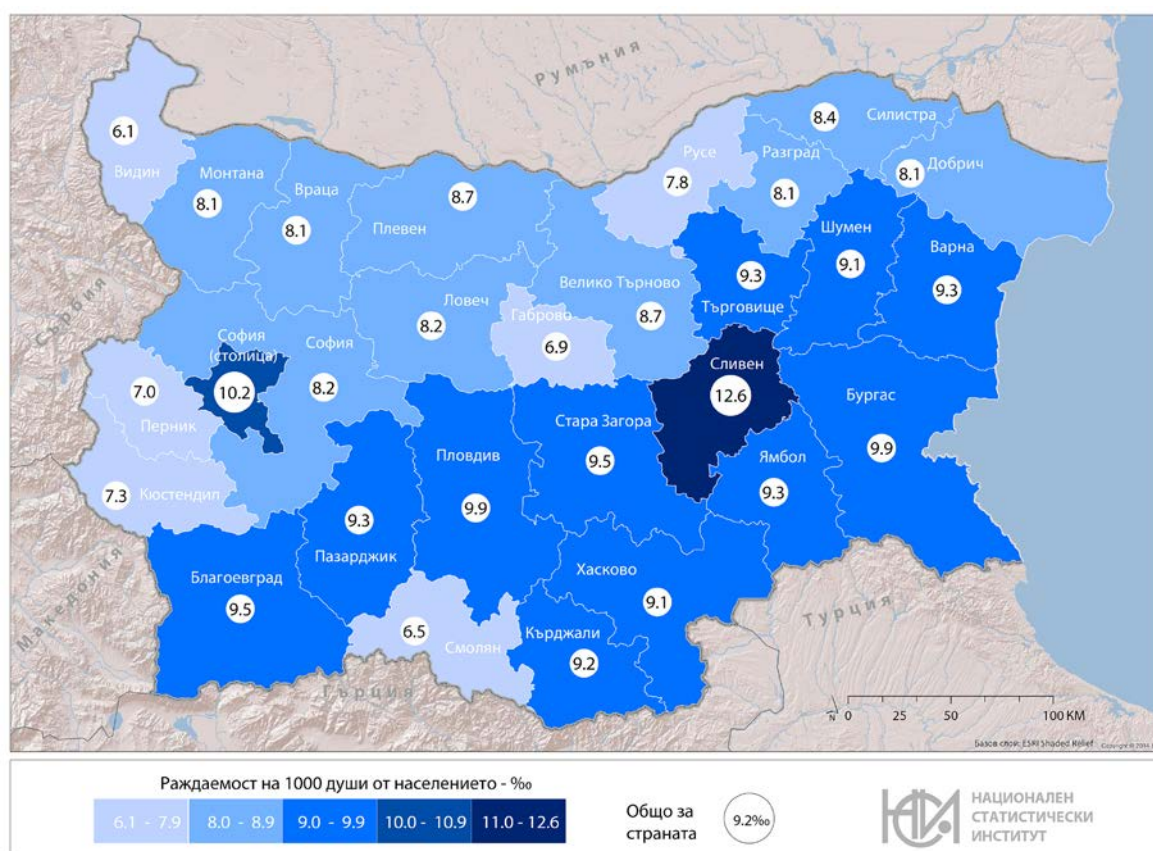 Румъния
6.1
Видин
Монтана
8.1
Враца
8.1
8.7
Плевен
Русе
7.8
8.4
Силистра
Разград
8.1
8.1
Добрич
Шумен
9.1
Варна
9.3
9.3
Търговище
Велико Търново
8.7
Ловеч
8.2
Габрово
6.9
Сърбия
София
(столица)
10.2
София
8.2
7.0
Перник
7.3
Кюстендил
Сливен
12.6
Бургас
9.9
Стара Загора
9.5
Ямбол
9.3
Пловдив
9.9
9.3
Пазарджик
Благоевград
9.5
Македония
Хасково
9.1
6.5
Смолян
Кърджали
9.2
Гърция
Турция
N
0 25 50 100 KM
Базов слой: ESRI Shaded Relief
Раждаемост на 1000 души от населението - ‰
6.1 - 7.9 8.0 - 8.9 9.0 - 9.9 10.0 - 10.9 11.0 - 12.6
Общо за
страната
9.2‰
НСИ
НАЦИОНАЛЕН
СТАТИСТИЧЕСКИ
ИНСТИТУТ